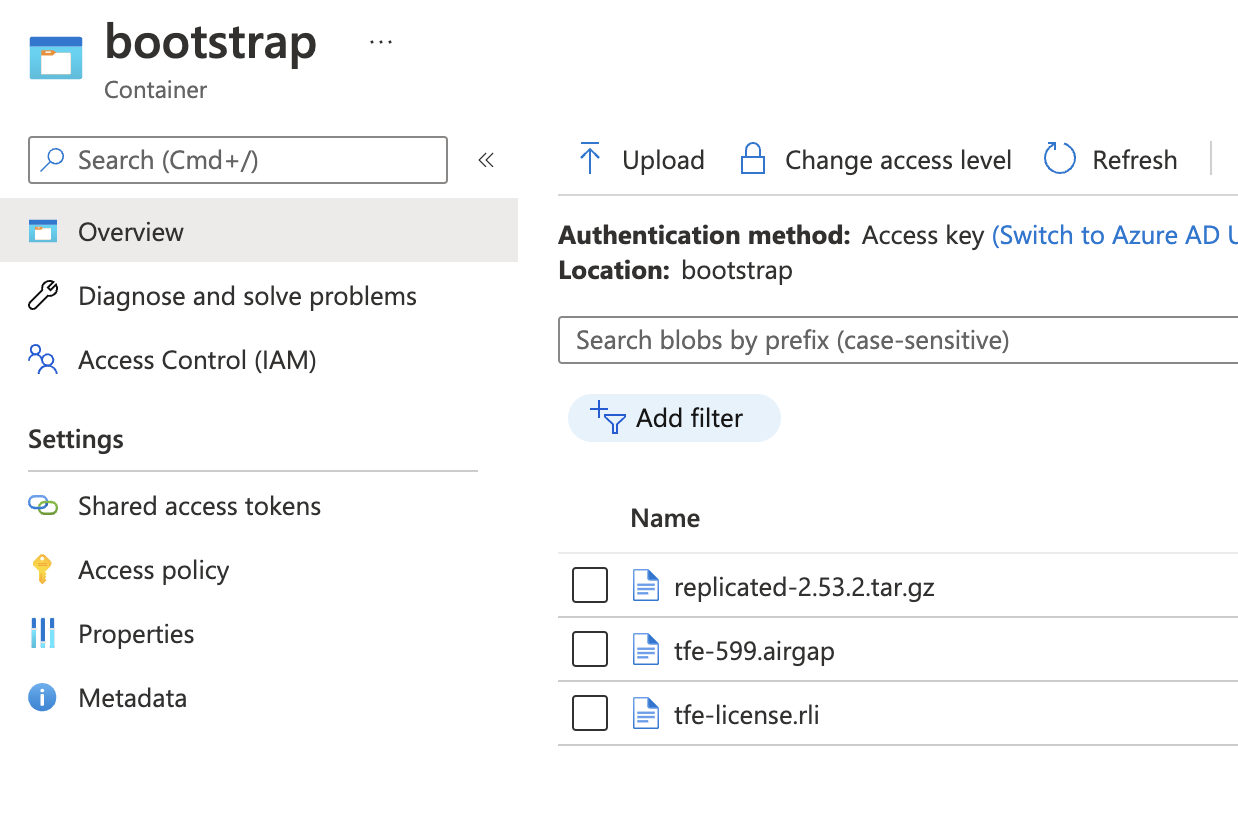 bootstrap ...
Container
Search (Cmd+/)
«
Overview
Diagnose and solve problems
Access Control (IAM)
Settings
Shared access tokens
Access policy
Properties
Metadata
Upload Change access level Refresh
Authentication method: Access key (Switch to Azure AD U
Location: bootstrap
Search blobs by prefix (case-sensitive)
Add filter
Name
replicated-2.53.2.tar.gz
tfe-599.airgap
tfe-license.rli